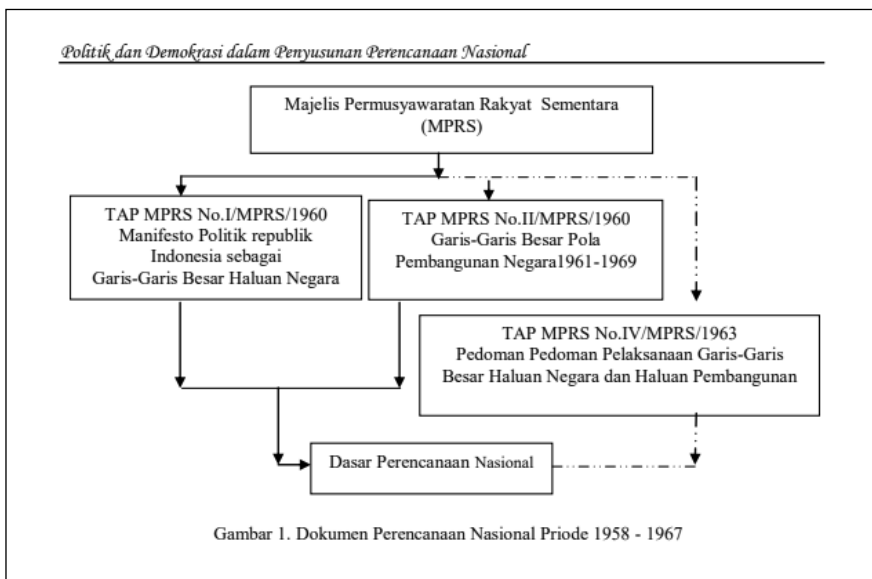 Politik dan Demokrasi dalam Penyusunan Perencanaan Nasional
Majelis Permusyawaratan Rakyat Sementara
(MPRS)
TAP MPRS No.I/MPRS/1960
Manifesto Politik republik
Indonesia sebagai
Garis-Garis Besar Haluan Negara
TAP MPRS No.II/MPRS/1960
Garis-Garis Besar Pola
Pembangunan Negara1961-1969
TAP MPRS No.IV/MPRS/1963
Pedoman Pedoman Pelaksanaan Garis-Garis
Besar Haluan Negara dan Haluan Pembangunan
Dasar Perencanaan Nasional
Gambar 1. Dokumen Perencanaan Nasional Priode 1958 - 1967